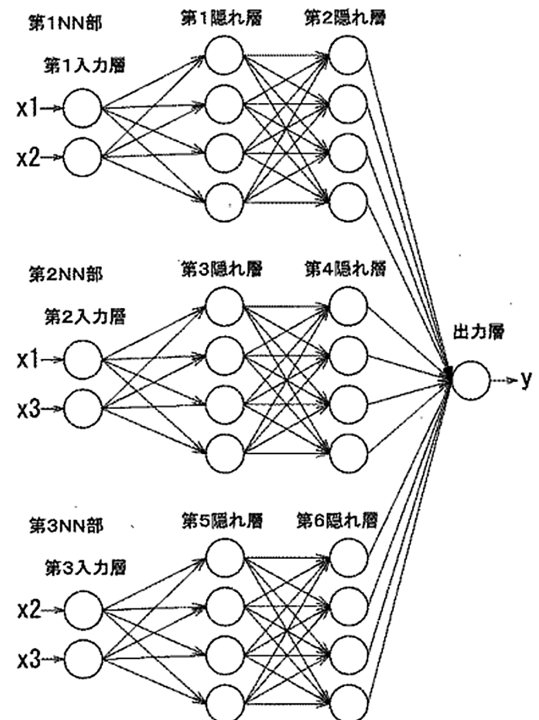 第1NN部
第1隠れ層
第2隠れ層
第1入力層
x1
x2
第2NN部
第3隠れ層
第4隠れ層
第2入力層
x1
x3
出力層
y
第3NN部
第5隠れ層
第6隠れ層
第3入力層
x2
x3